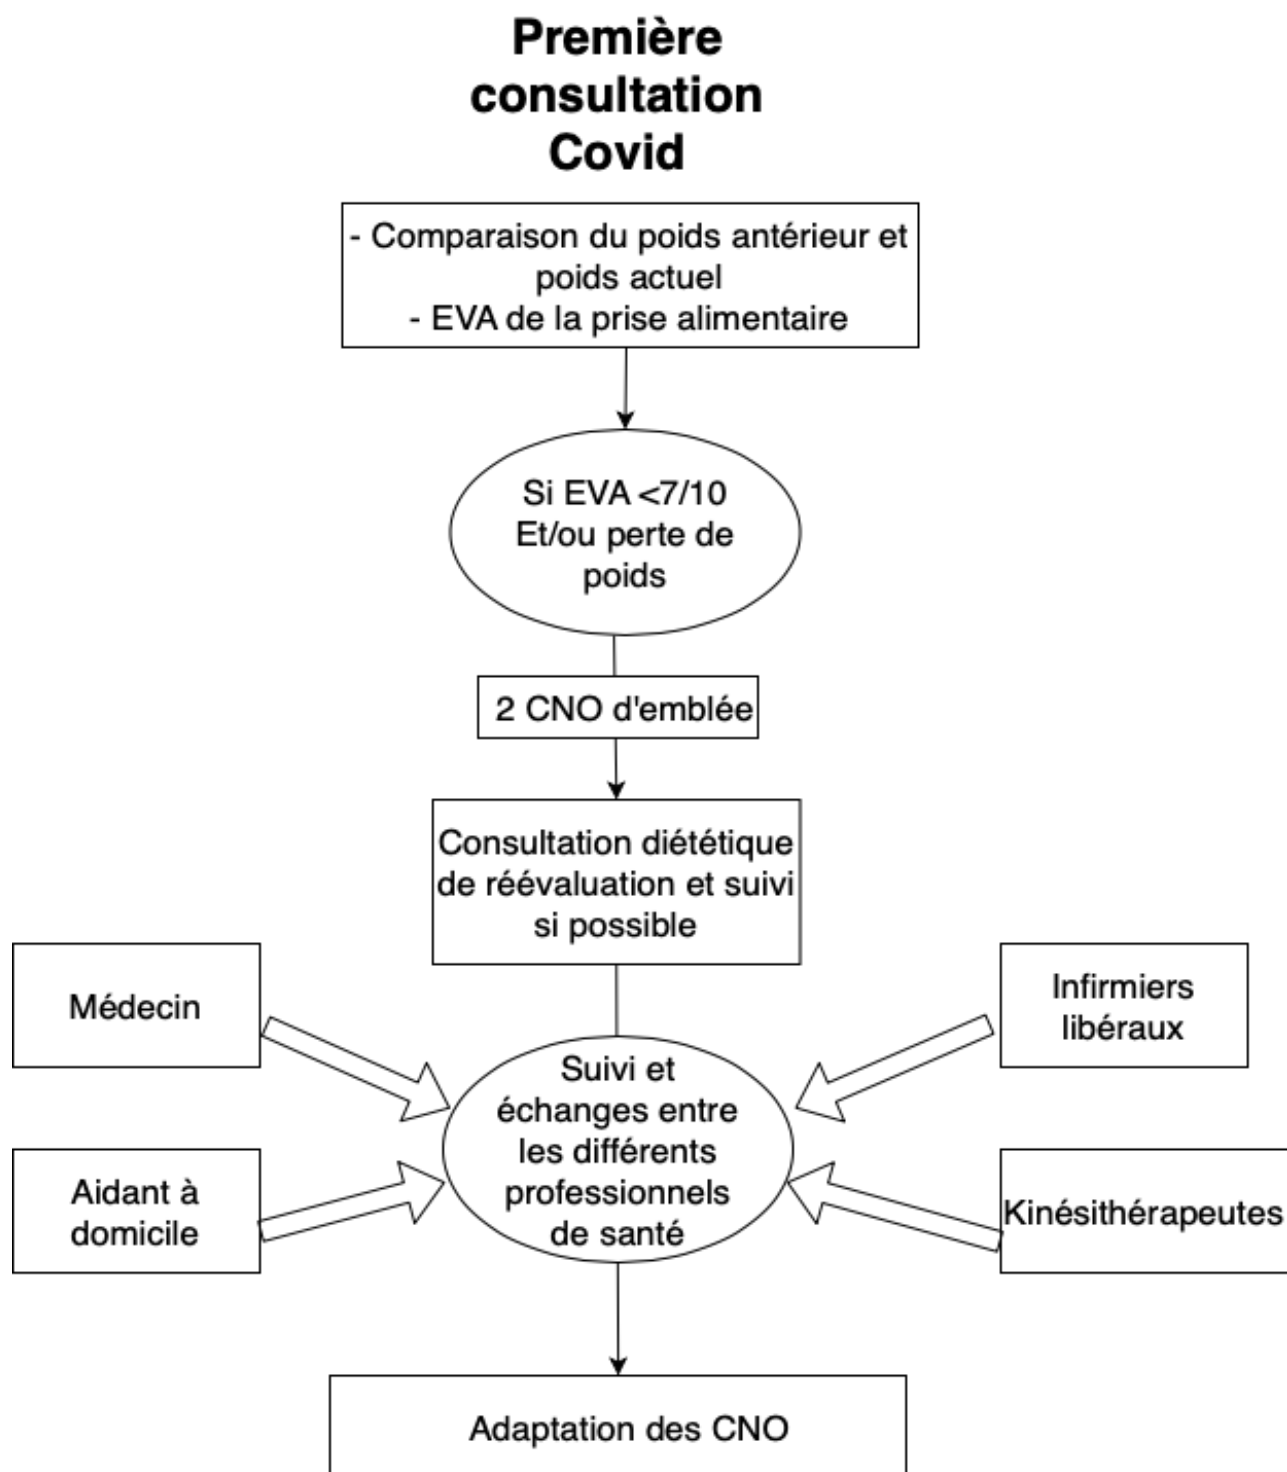 Première
consultation
Covid
- Comparaison du poids antérieur et
poids actuel
- EVA de la prise alimentaire
Si EVA <7/10
Et/ou perte de
poids
2 CNO d'emblée
Consultation diététique
de réévaluation et suivi
si possible
Médecin
Infirmiers
libéraux
Suivi et
échanges entre
les différents
professionnels
de santé
Aidant à
domicile
Kinésithérapeutes
Adaptation des CNO